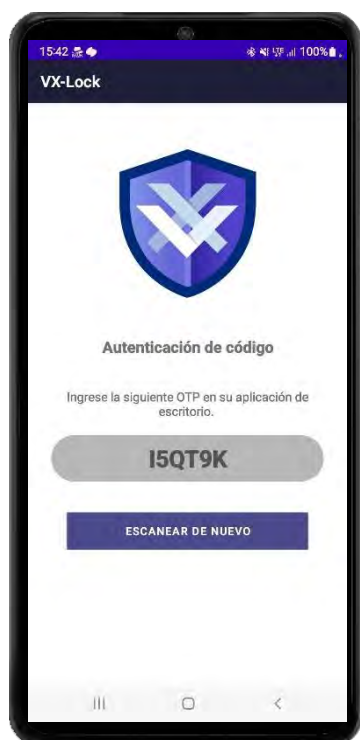 15:42
100%
VX-Lock
Autenticación de código
Ingrese la siguiente OTP en su aplicación de
escritorio.
I5QT9K
ESCANEAR DE NUEVO